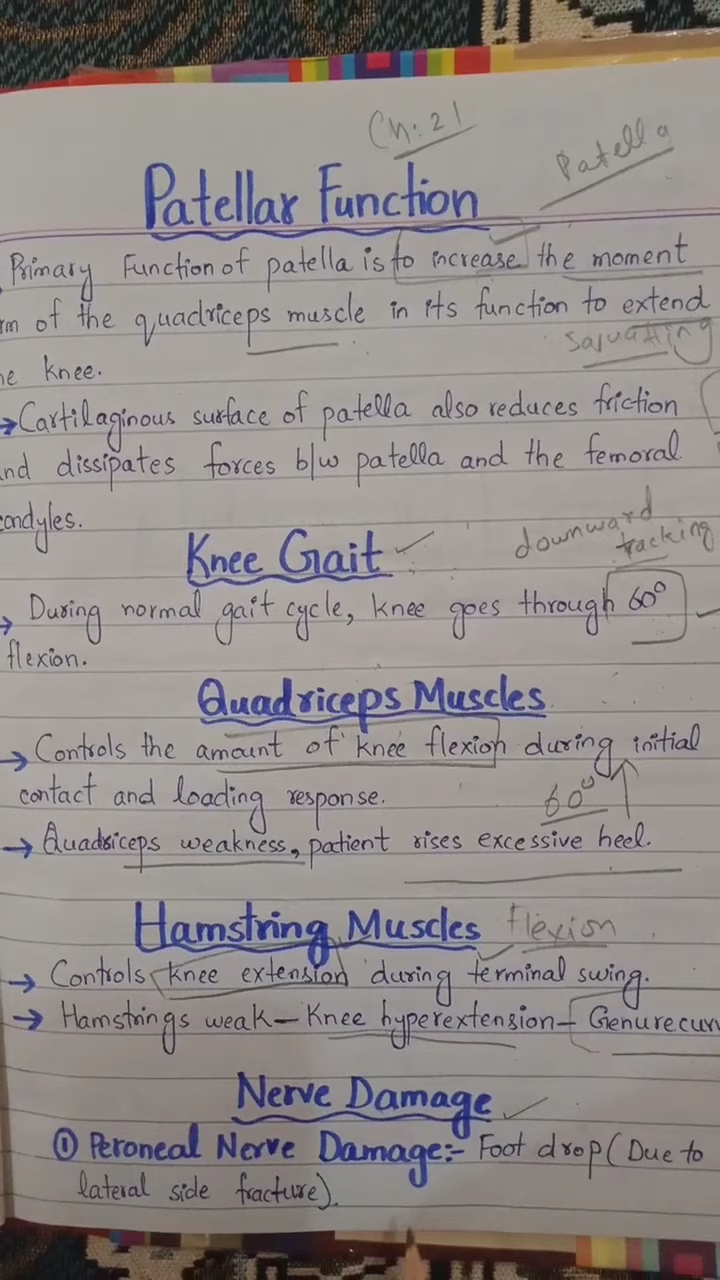 Ch: 21
Patella
Patellar Function
Primary Function of patella is to increase the moment
rm of the quadriceps muscle in its function to extend
Squatting
e knee.
→ Cartilaginous surface of patella also reduces friction
nd dissipates forces b/w patella and the femoral
condyles.
downward
tracking
Knee Gait ✓
→ During normal gait cycle, knee goes through 60°
flexion.
Quadriceps Muscles
→ Controls the amount of knee flexion during initial
contact and loading response.
60° ↑
→ Quadriceps weakness, patient rises excessive heel.
Hamstring Muscles flexion
→ Controls knee extension during terminal swing.
→ Hamstrings weak – Knee hyperextension – Genurecurv
Nerve Damage ✓
① Peroneal Nerve Damage:- Foot drop (Due to
lateral side fracture).